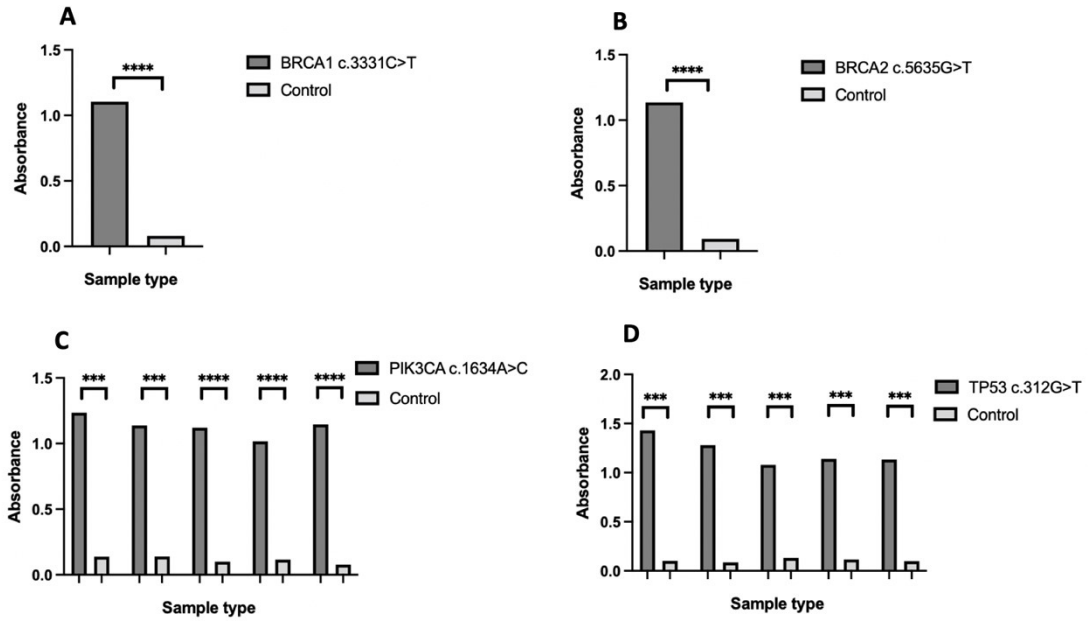 A
1.5
1.0
0.5
0.0
Absorbance
****
BRCA1 c.3331C>T
Control
Sample type
B
1.5
1.0
0.5
0.0
Absorbance
****
BRCA2 c.5635G>T
Control
Sample type
C
1.5
1.0
0.5
0.0
Absorbance
*** *** **** **** ****
PIK3CA c.1634A>C
Control
Sample type
D
2.0
1.5
1.0
0.5
0.0
Absorbance
*** *** *** *** ***
TP53 c.312G>T
Control
Sample type